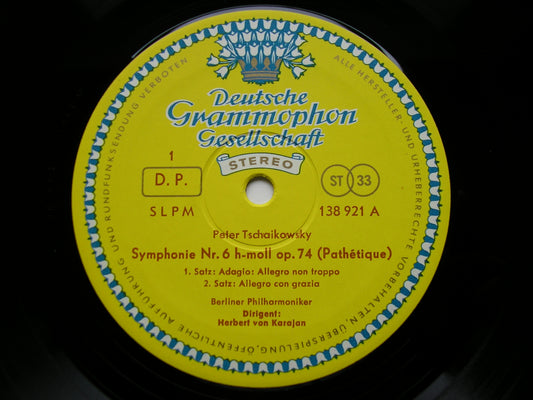 Deutsche
Grammophon
Gesellschaft
STEREO
1
D. P.
ST 33
SLPM
138 921 A
Peter Tschaikowsky
Symphonie Nr. 6 h-moll op. 74 (Pathétique)
1. Satz: Adagio: Allegro non troppo
2. Satz: Allegro con grazia
Berliner Philharmoniker
Dirigent:
Herbert von Karajan
ALLE HERSTELLER- UND URHEBERRECHTE VORBEHALTEN, ÜBERSPIELUNG, ÖFFENTLICHE AUFFÜHRUNG UND RUNDFUNKSENDUNG VERBOTEN